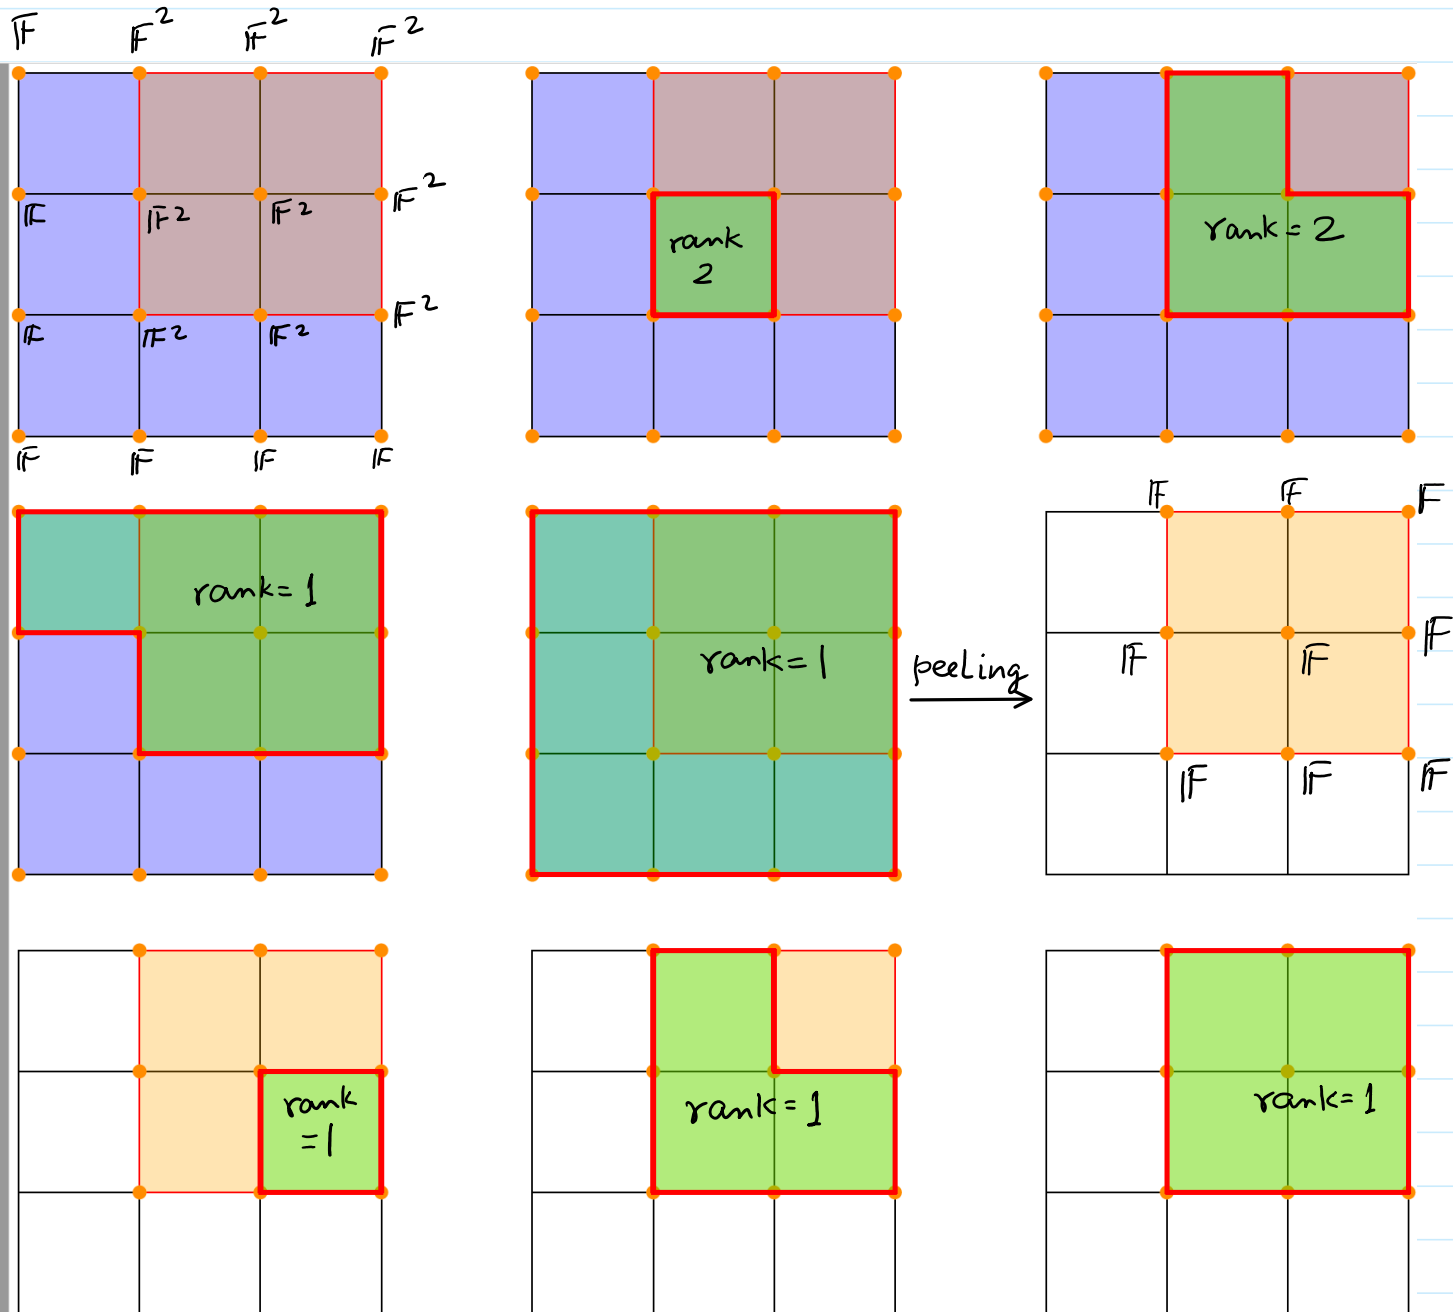 𝔽 𝔽² 𝔽² 𝔽²
𝔽 𝔽² 𝔽² 𝔽²
𝔽 𝔽² 𝔽² 𝔽²
𝔽 𝔽 𝔽 𝔽
rank
2
rank = 2
rank = 1
rank = 1
peeling
𝔽 𝔽 𝔽
𝔽 𝔽 𝔽
𝔽 𝔽 𝔽
rank
= 1
rank = 1
rank = 1